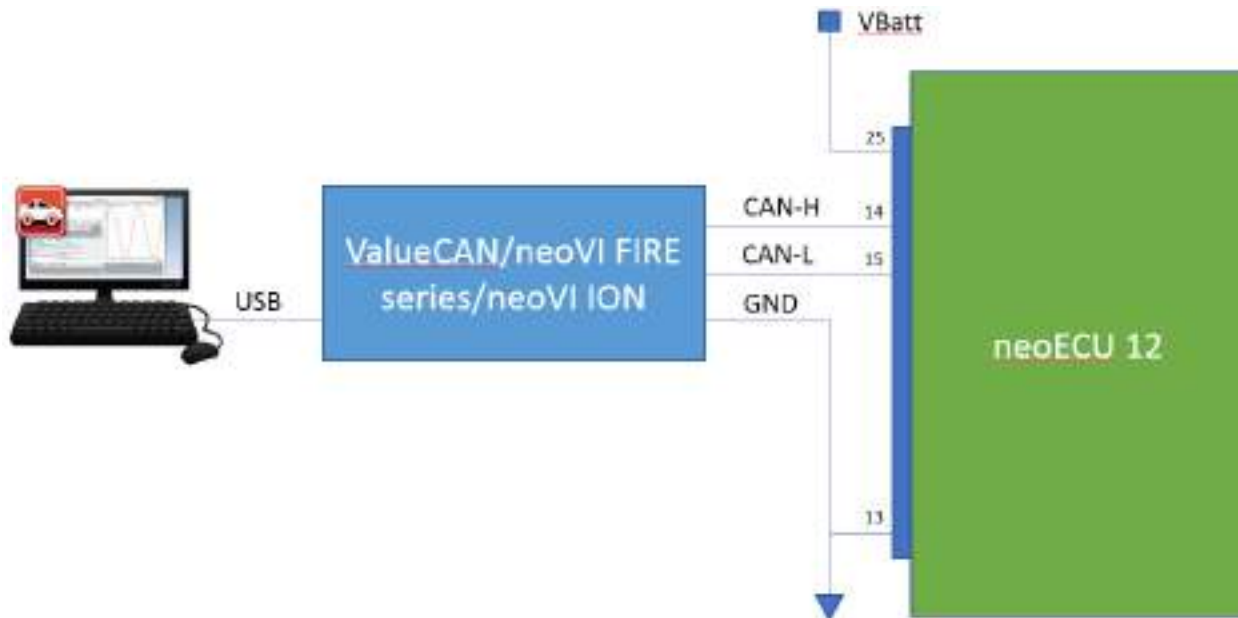 VBatt
25
CAN-H
14
ValueCAN/neoVI FIRE
series/neoVI ION
CAN-L
15
USB
GND
neoECU 12
13